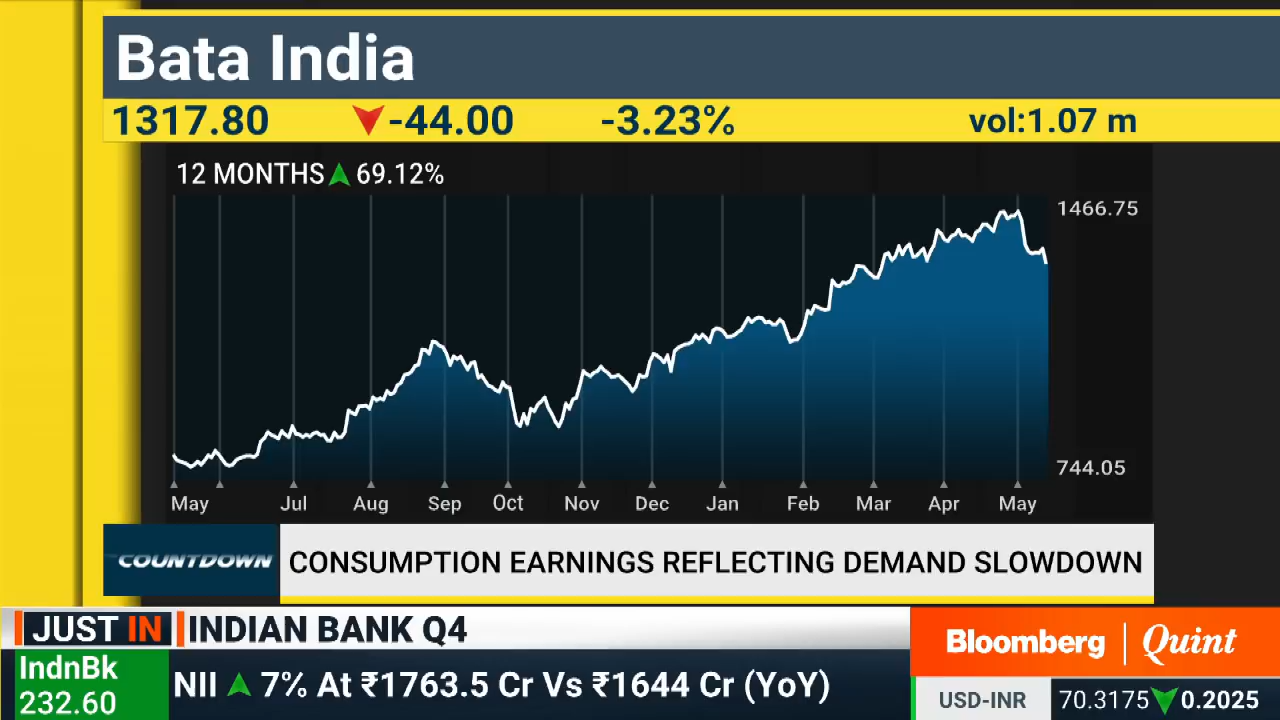 Bata India
1317.80 -44.00 -3.23% vol:1.07 m
12 MONTHS 69.12%
1466.75
744.05
May Jul Aug Sep Oct Nov Dec Jan Feb Mar Apr May
COUNTDOWN CONSUMPTION EARNINGS REFLECTING DEMAND SLOWDOWN
JUST IN INDIAN BANK Q4
Bloomberg | Quint
IndnBk
232.60
NII 7% At ₹1763.5 Cr Vs ₹1644 Cr (YoY)
USD-INR 70.3175 0.2025